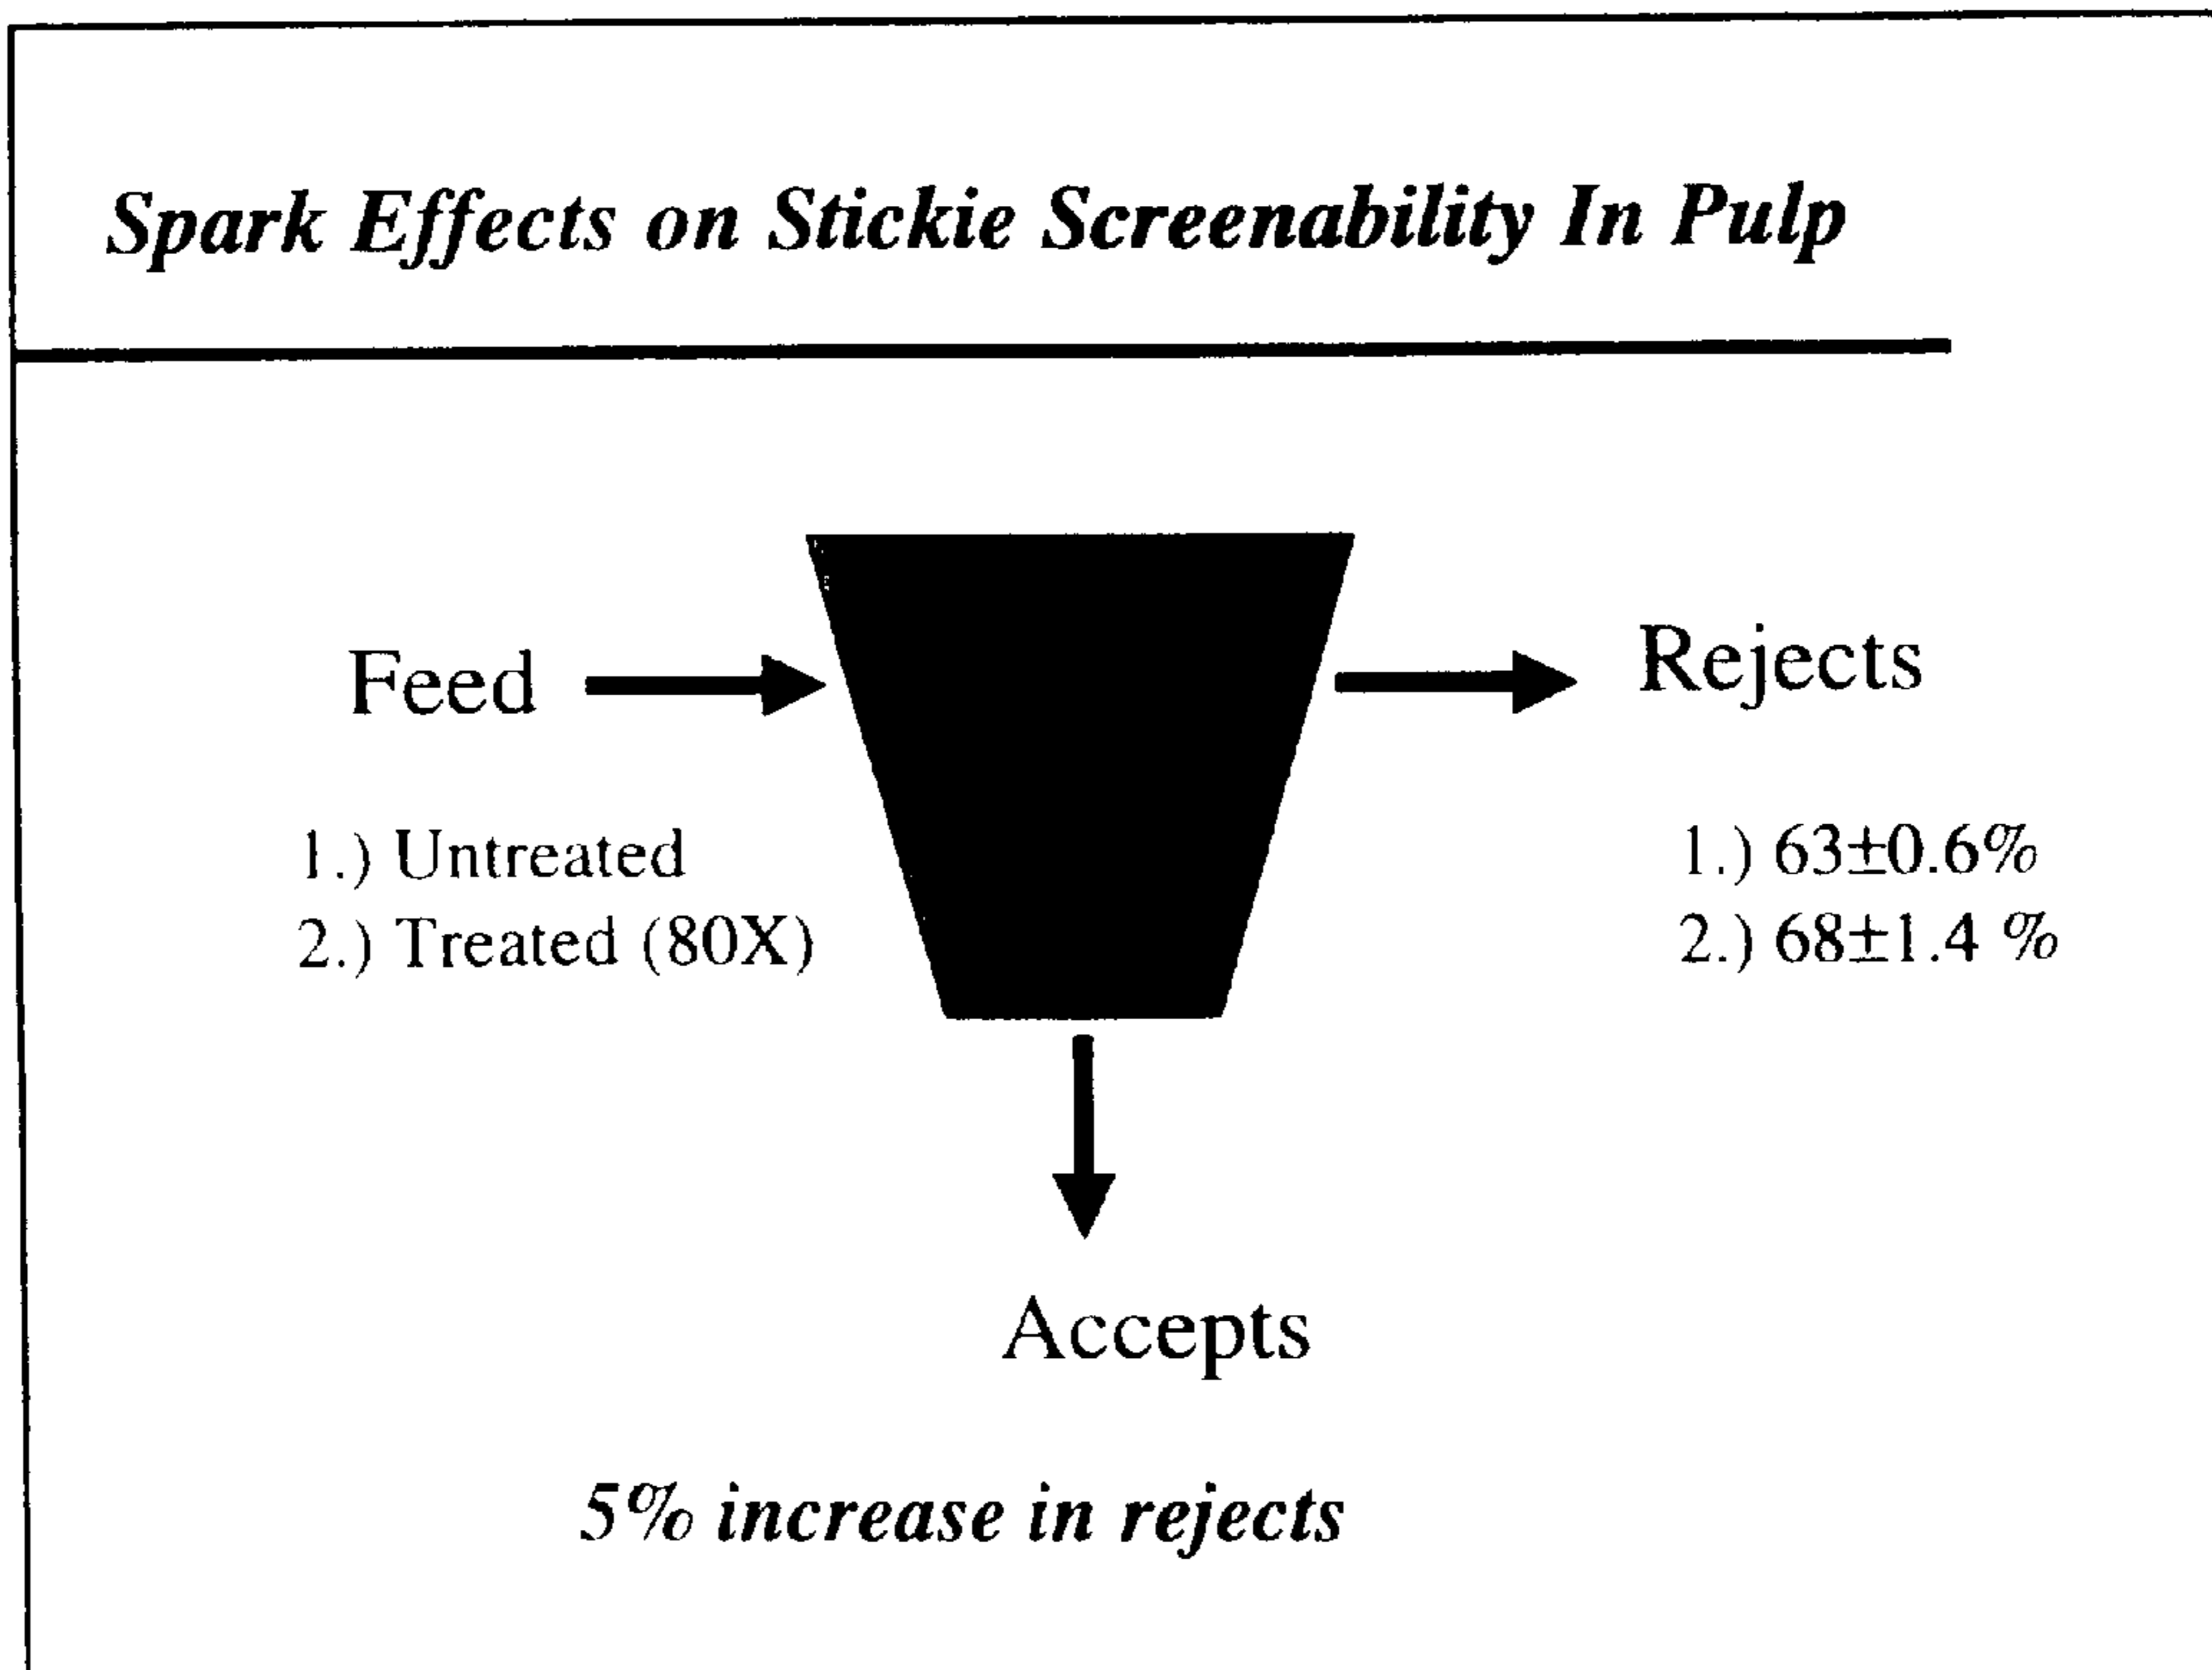 Spark Effects on Stickie Screenability In Pulp
Feed
Rejects
1.) Untreated
2.) Treated (80X)
1.) 63±0.6%
2.) 68±1.4 %
Accepts
5% increase in rejects